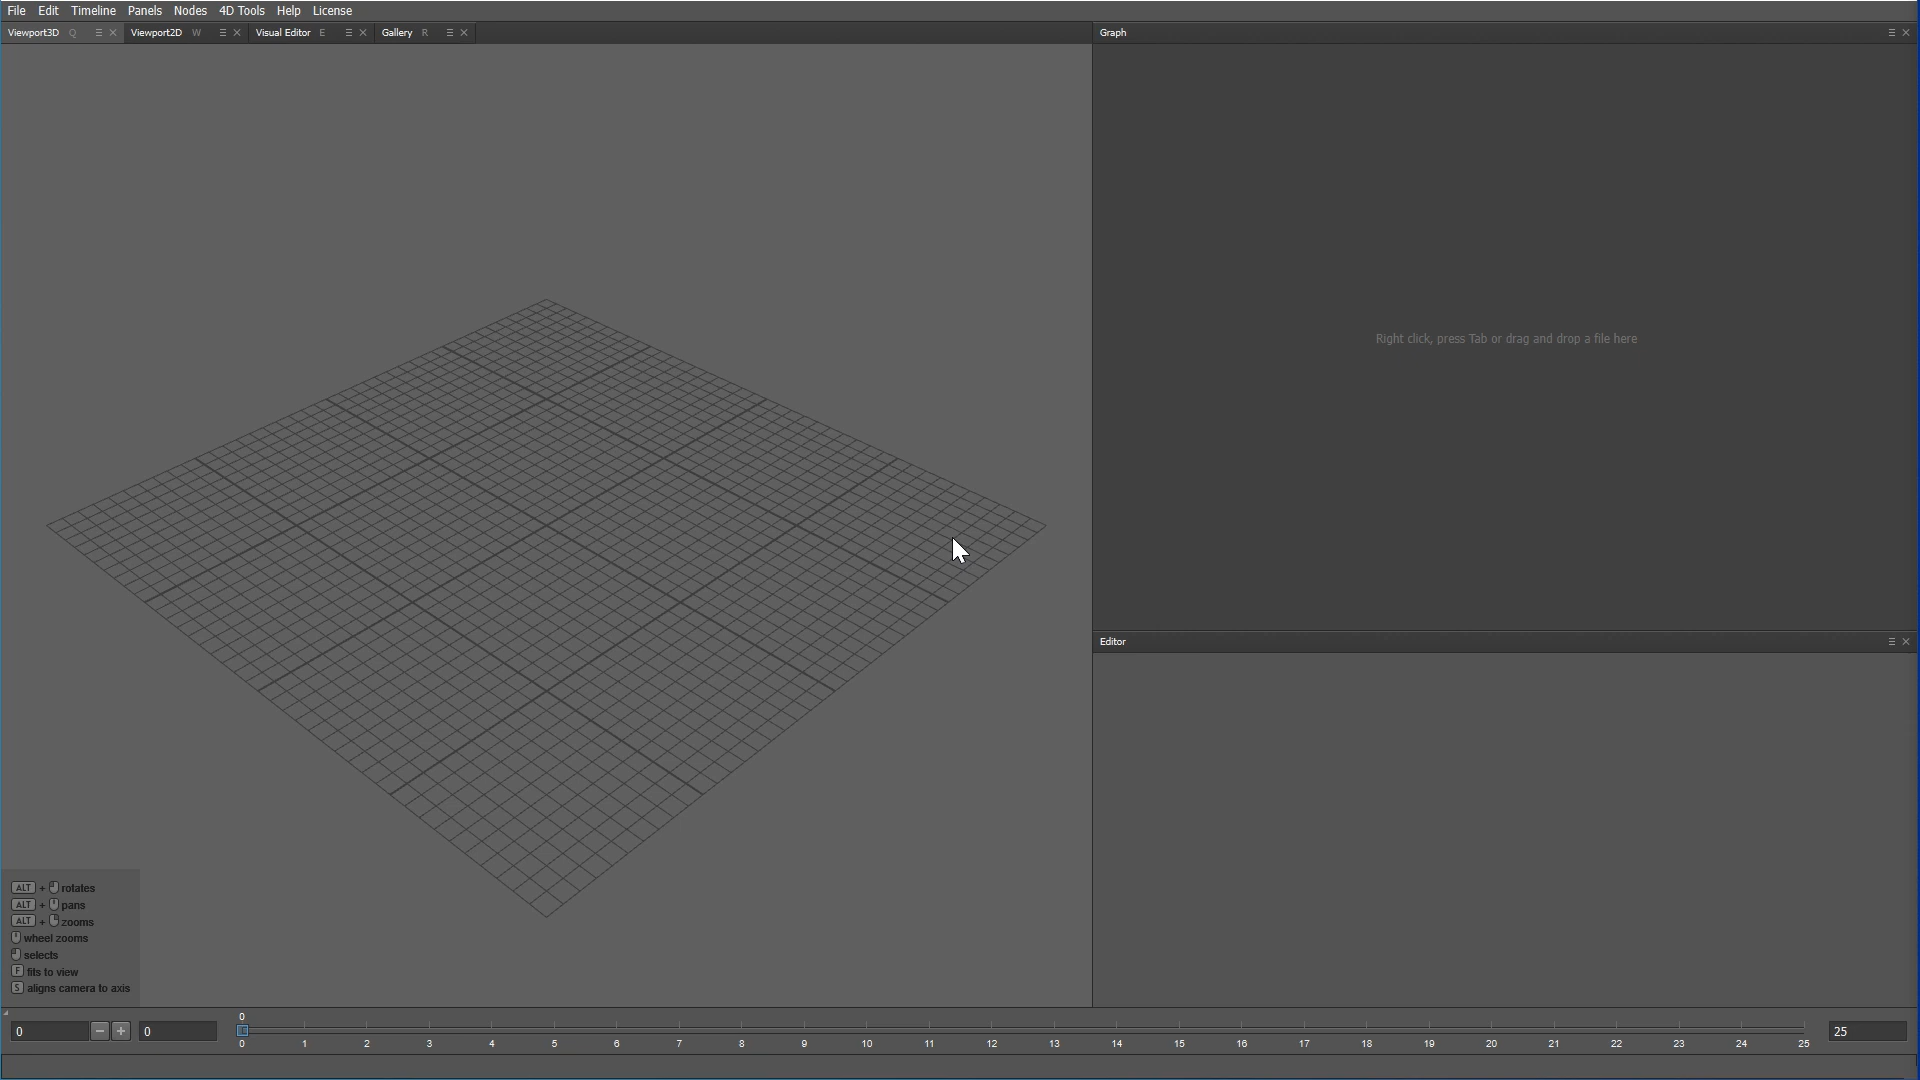 File Edit Timeline Panels Nodes 4D Tools Help License
Viewport3D Q Viewport2D W Visual Editor E Gallery R Graph
Right click, press Tab or drag and drop a file here
Editor
ALT + rotates
ALT + pans
ALT + zooms
wheel zooms
selects
F fits to view
S aligns camera to axis
0
0 0 25
0 1 2 3 4 5 6 7 8 9 10 11 12 13 14 15 16 17 18 19 20 21 22 23 24 25